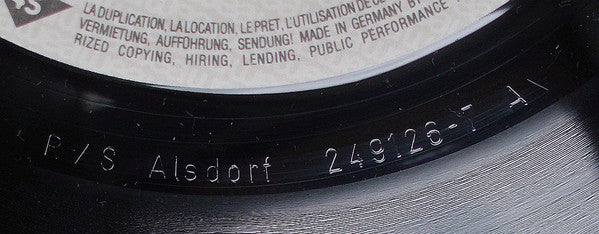 45
LA DUPLICATION, LA LOCATION, LE PRET, L'UTILISATION DE
VERMIETUNG, AUFFÜHRUNG, SENDUNG! MADE IN GERMANY BY
RIZED COPYING, HIRING, LENDING, PUBLIC PERFORMANCE
R/S Alsdorf 249126-T A